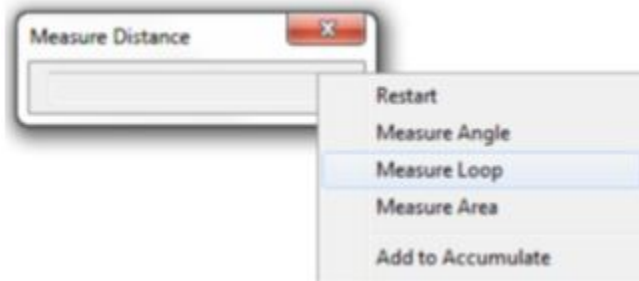 Measure Distance
Restart
Measure Angle
Measure Loop
Measure Area
Add to Accumulate